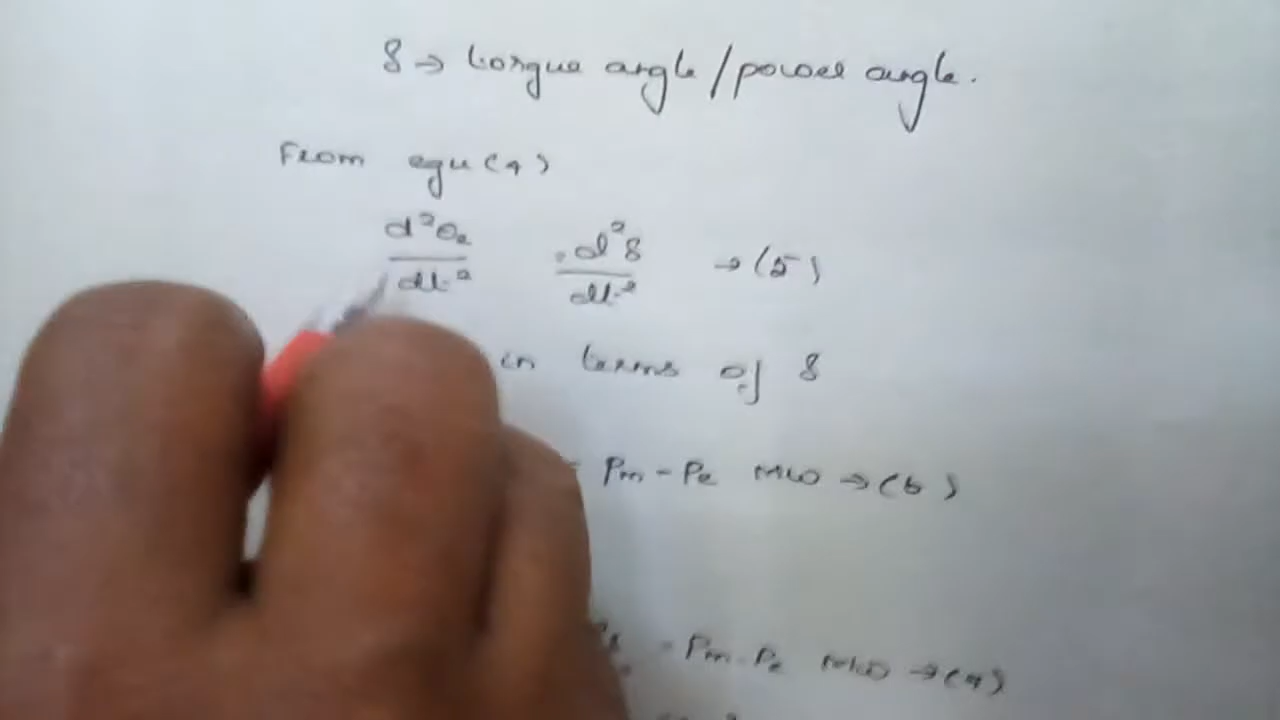 δ → torque angle / power angle.
From equ (4)
d²θe/dt² = d²δ/dt² → (5)
in terms of δ
= Pm - Pe MW → (6)
= Pm - Pe MW → (7)